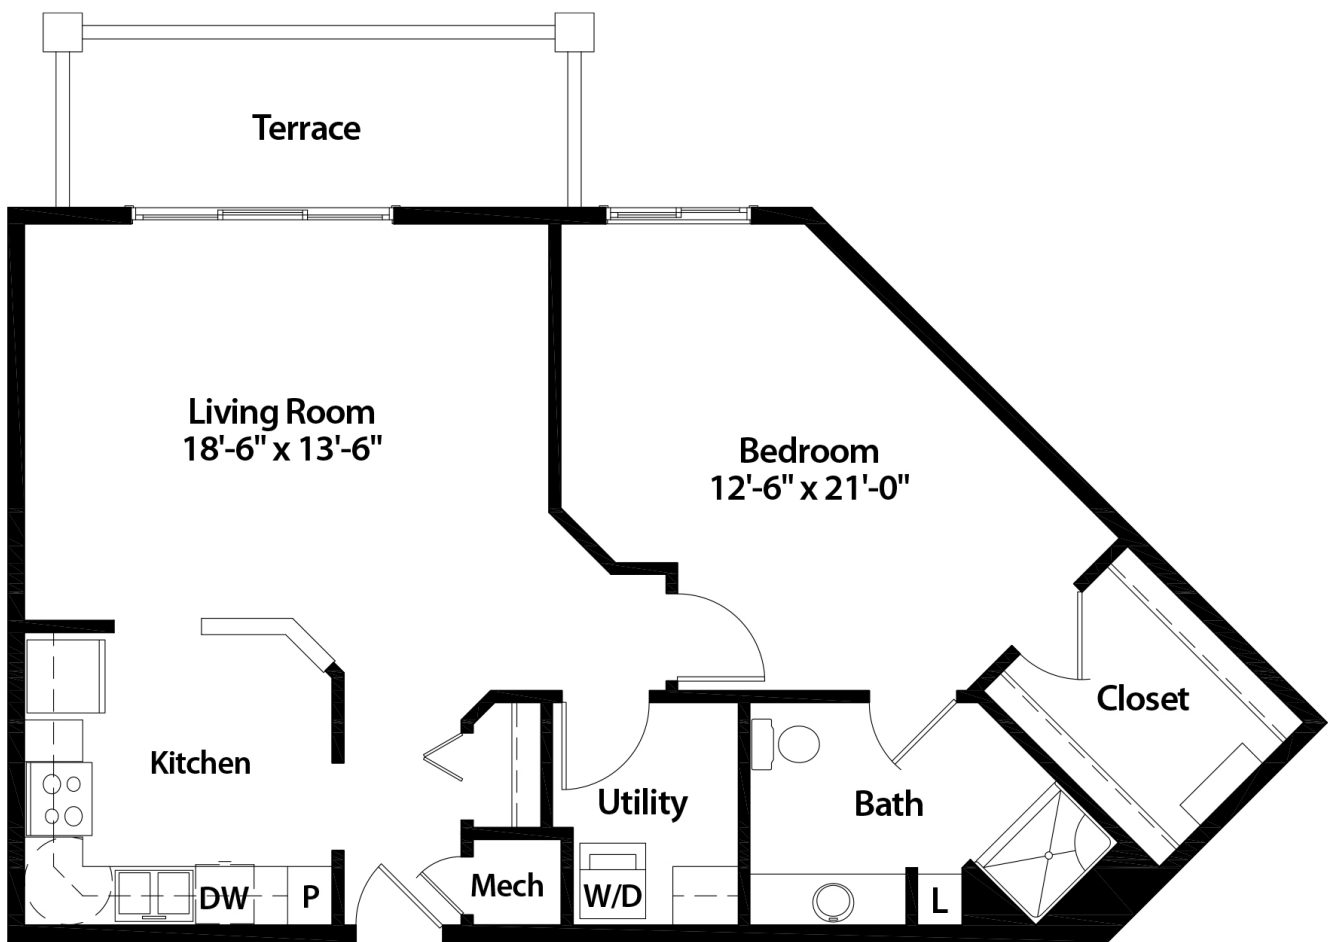 Terrace
Living Room
18'-6" x 13'-6"
Bedroom
12'-6" x 21'-0"
Closet
Kitchen
Utility
Bath
Mech
DW
P
W/D
L